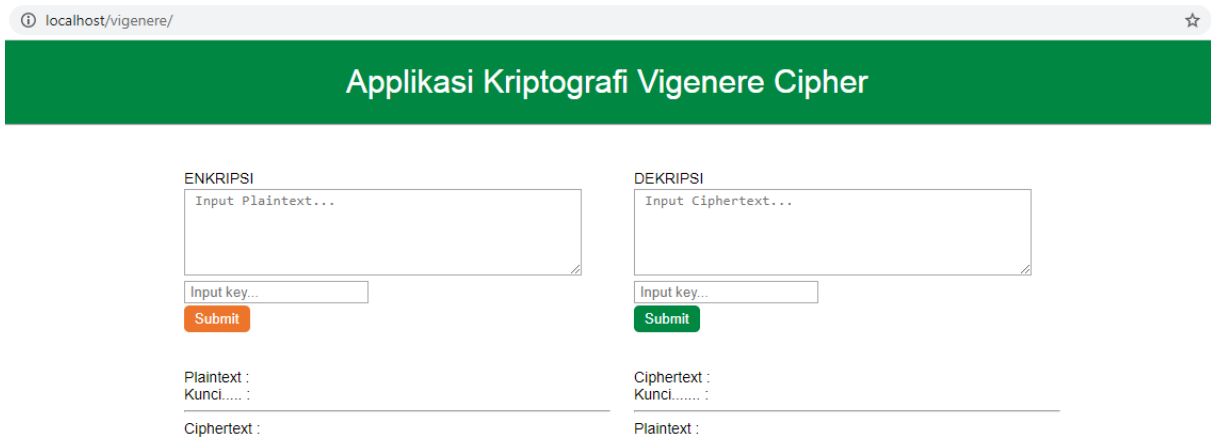 localhost/vigenere/
Applikasi Kriptografi Vigenere Cipher
ENKRIPSI
Input Plaintext...
Input key...
Submit
Plaintext :
Kunci..... :
Ciphertext :
DEKRIPSI
Input Ciphertext...
Input key...
Submit
Ciphertext :
Kunci....... :
Plaintext :